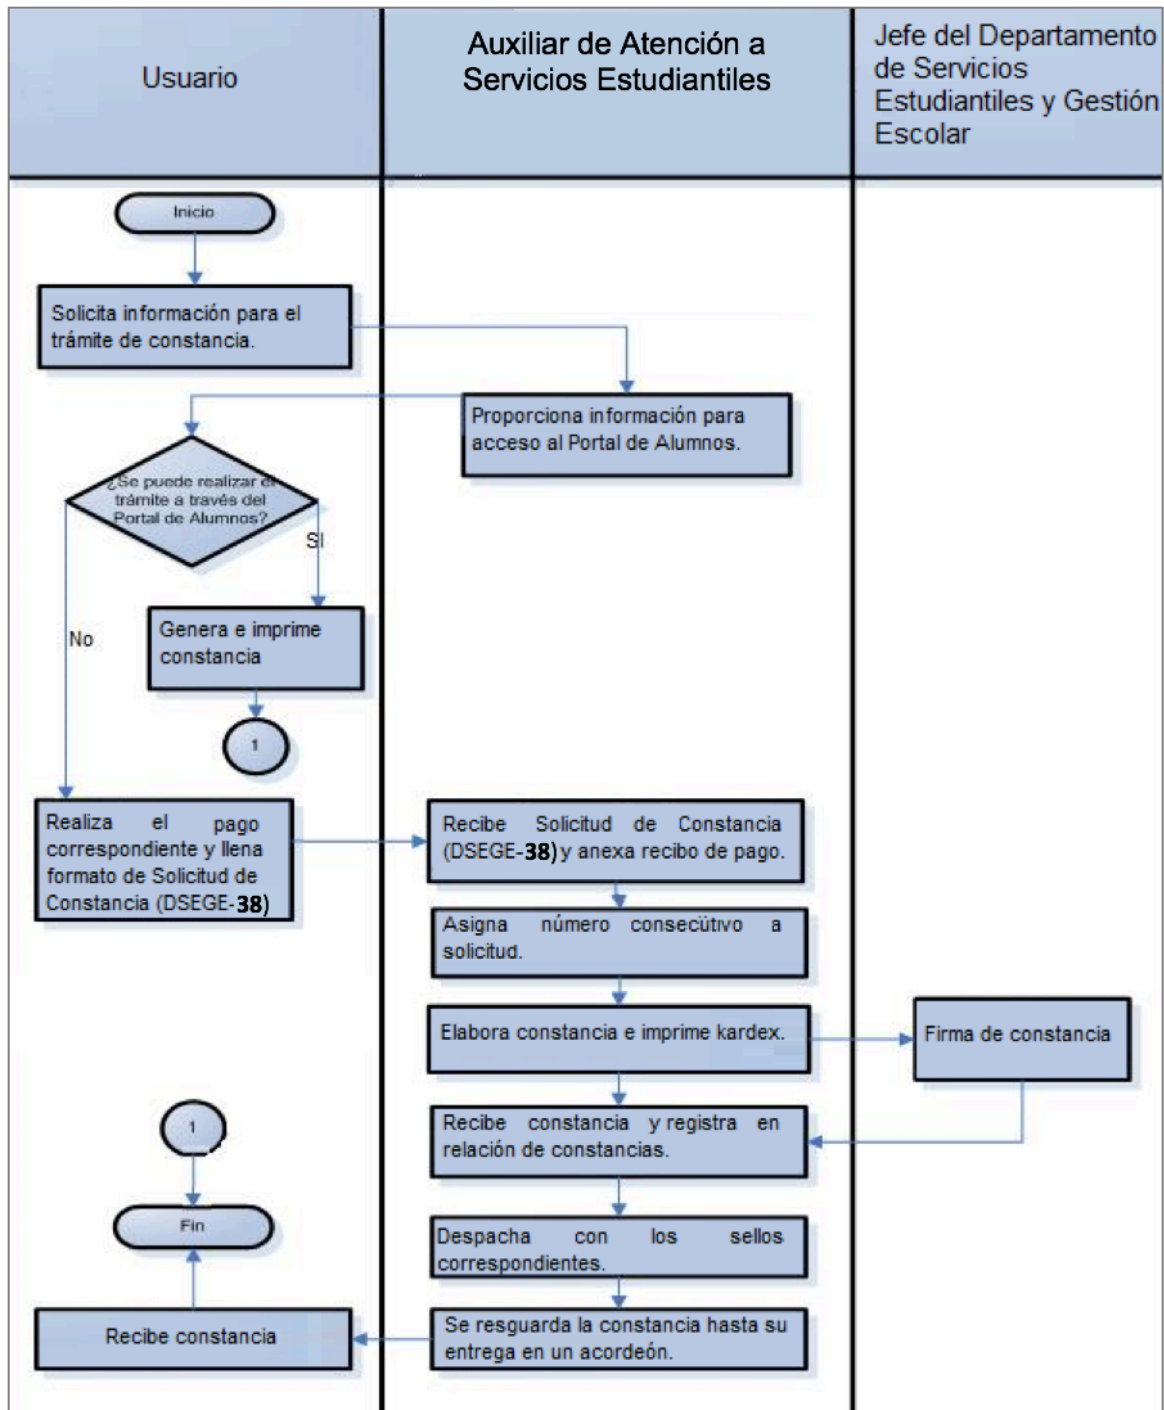 Usuario
Auxiliar de Atención a
Servicios Estudiantiles
Jefe del Departamento
de Servicios
Estudiantiles y Gestión
Escolar
Inicio
Solicita información para el
trámite de constancia.
Proporciona información para
acceso al Portal de Alumnos.
¿Se puede realizar el
trámite a través del
Portal de Alumnos?
SI
No
Genera e imprime
constancia
1
Realiza el pago
correspondiente y llena
formato de Solicitud de
Constancia (DSEGE-38)
Recibe Solicitud de Constancia
(DSEGE-38) y anexa recibo de pago.
Asigna número consecutivo a
solicitud.
Elabora constancia e imprime kardex.
Firma de constancia
Recibe constancia y registra en
relación de constancias.
1
Fin
Despacha con los sellos
correspondientes.
Se resguarda la constancia hasta su
entrega en un acordeón.
Recibe constancia